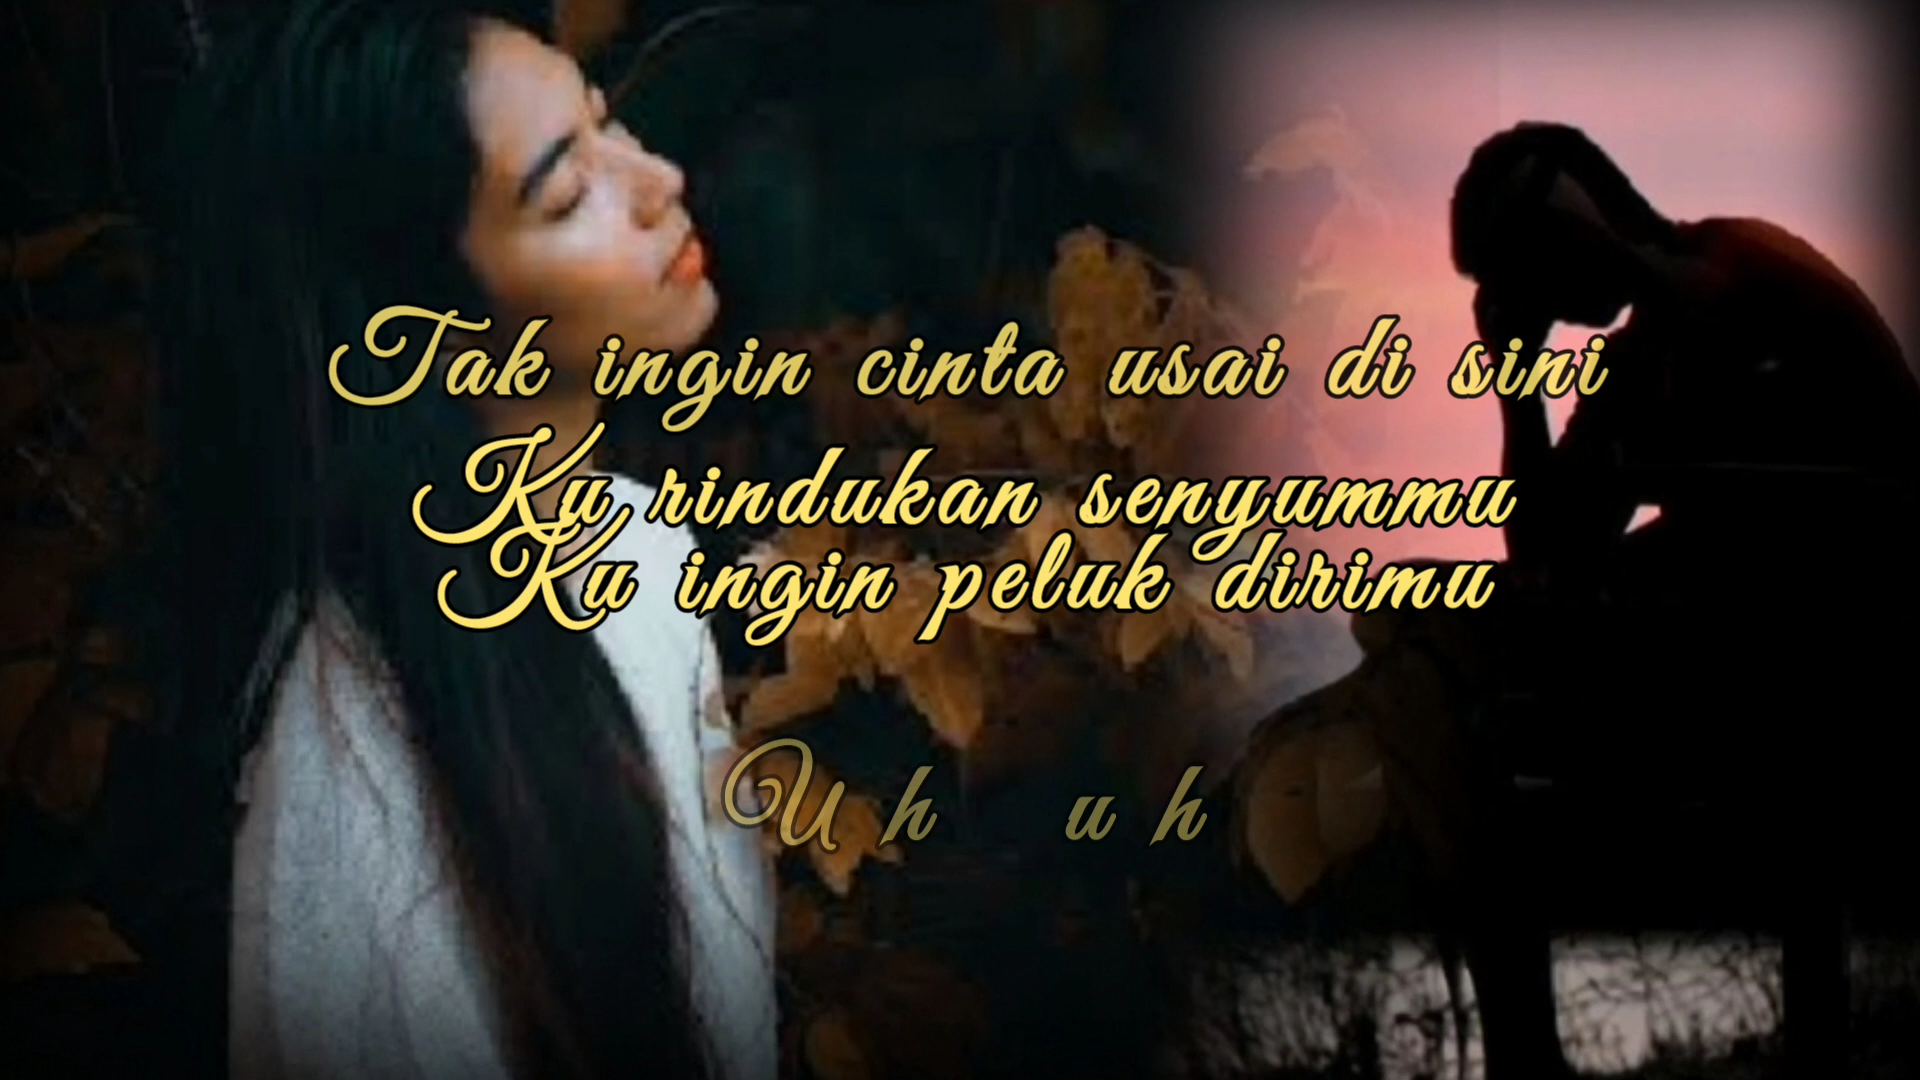 Tak ingin cinta usai di sini
Ku rindukan senyummu
Ku ingin peluk dirimu
Uh uh